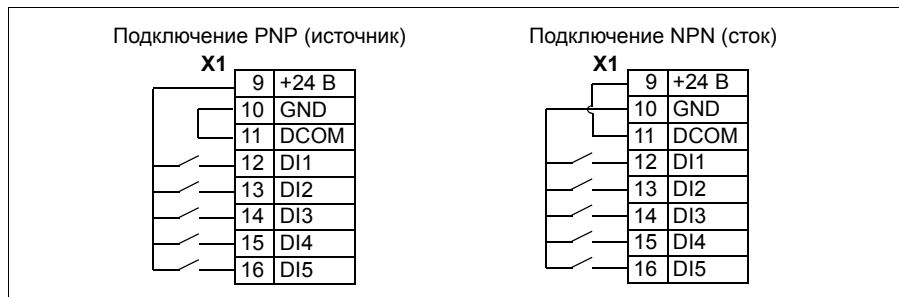 Подключение PNP (источник)
X1
9 +24 В
10 GND
11 DCOM
12 DI1
13 DI2
14 DI3
15 DI4
16 DI5
Подключение NPN (сток)
X1
9 +24 В
10 GND
11 DCOM
12 DI1
13 DI2
14 DI3
15 DI4
16 DI5